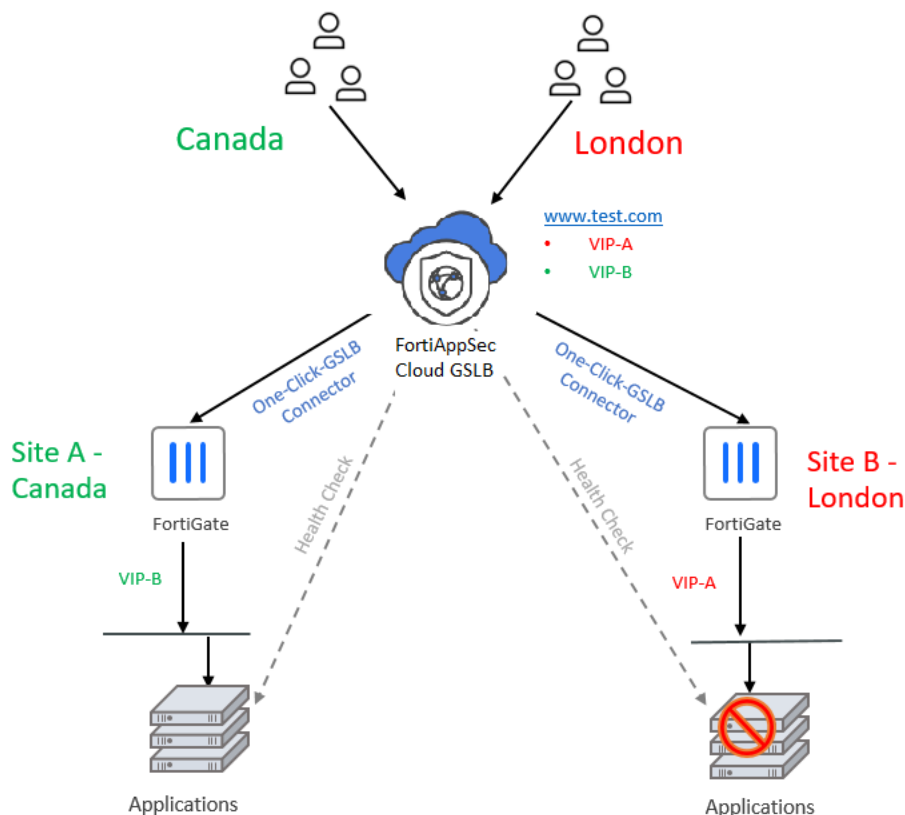 Canada
London
www.test.com
• VIP-A
• VIP-B
FortiAppSec
Cloud GSLB
One-Click-GSLB
Connector
One-Click-GSLB
Connector
Site A -
Canada
Site B -
London
FortiGate
FortiGate
Health Check
Health Check
VIP-B
VIP-A
Applications
Applications